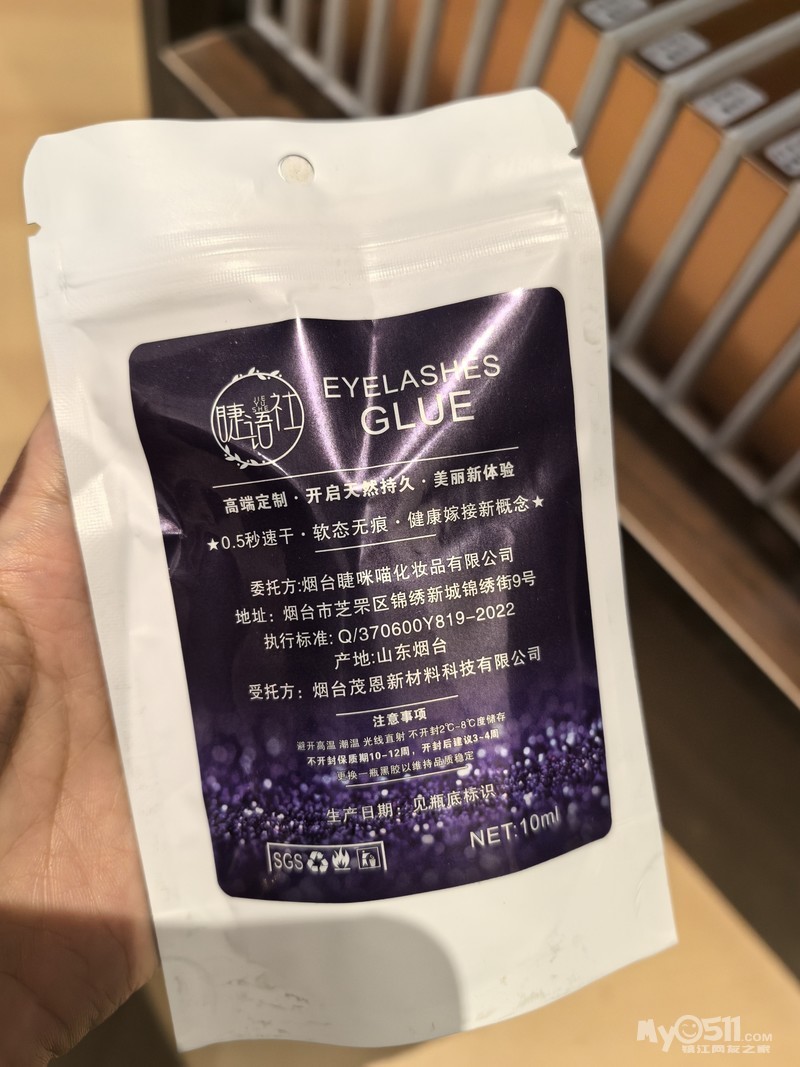 睫语社
JIE
YU
SHE
EYELASHES
GLUE
高端定制·开启天然持久·美丽新体验
★0.5秒速干·软态无痕·健康嫁接新概念★
委托方:烟台睫咪喵化妆品有限公司
地址：烟台市芝罘区锦绣新城锦绣街9号
执行标准: Q/370600Y819-2022
产地:山东烟台
受托方：烟台茂恩新材料科技有限公司
注意事项
避开高温 潮温 光线直射 不开封2℃-8℃度储存
不开封保质期10-12周，开封后建议3-4周
更换一瓶黑胶以维持品质稳定
生产日期：见瓶底标识
SGS
NET:10ml
My0511.COM
镇江网友之家